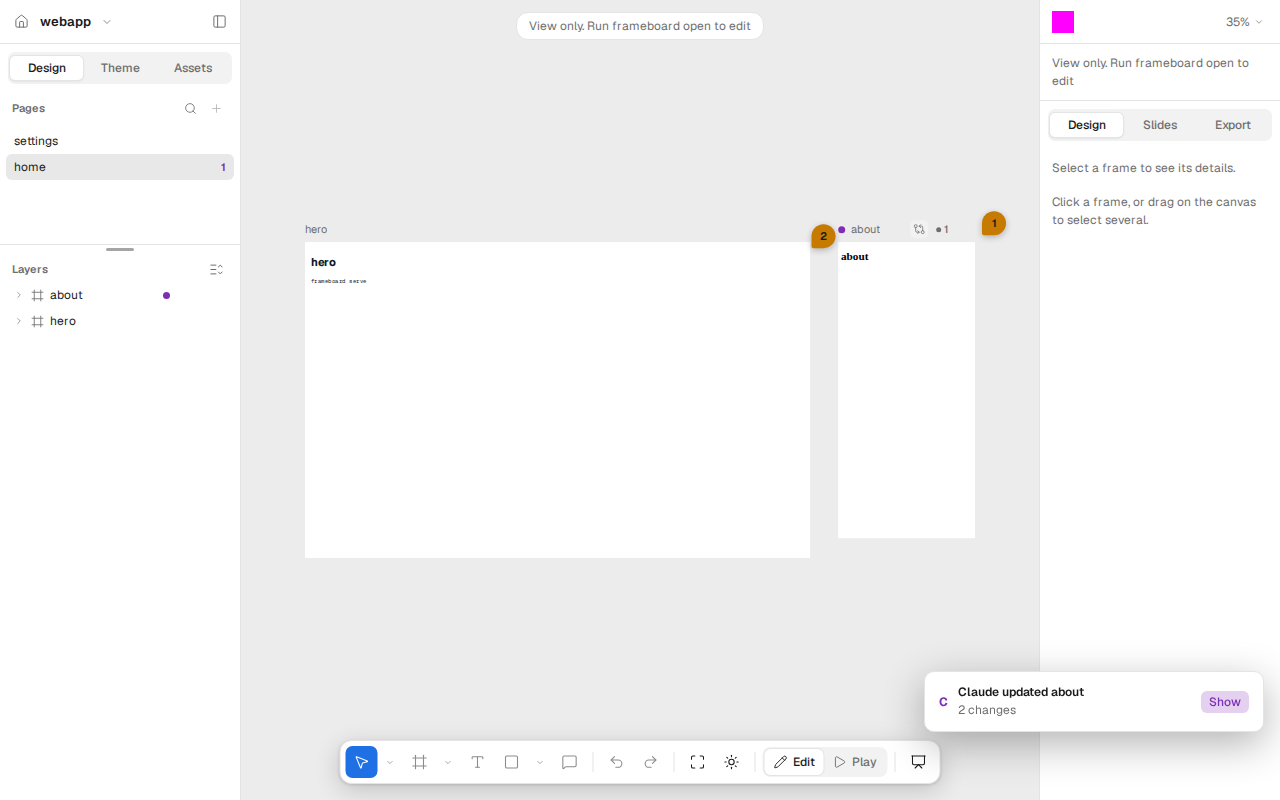 webapp
View only. Run frameboard open to edit
35%
Design
Theme
Assets
View only. Run frameboard open to
edit
Pages
Design
Slides
Export
settings
home
1
Select a frame to see its details.
Click a frame, or drag on the canvas
to select several.
hero
2
about
1
1
hero
frameboard serve
about
Layers
about
hero
C
Claude updated about
2 changes
Show
Edit
Play